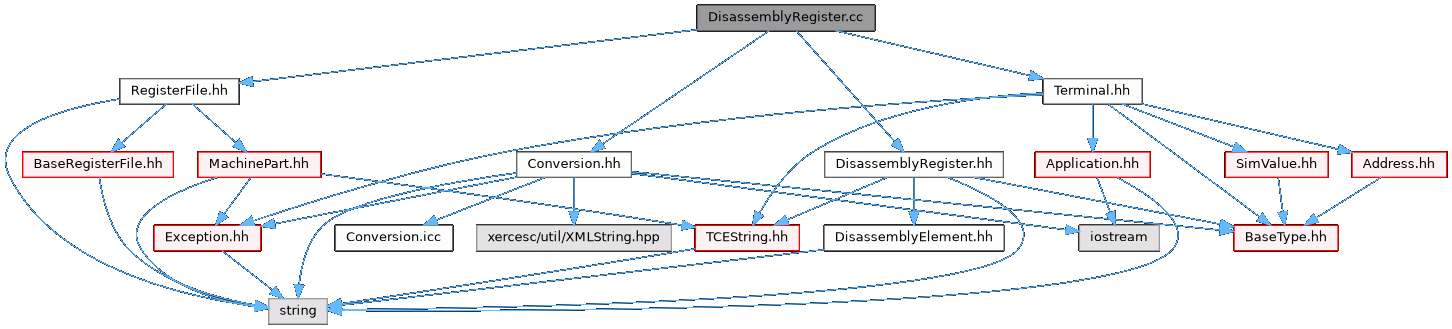 DisassemblyRegister.cc
RegisterFile.hh
Terminal.hh
BaseRegisterFile.hh
MachinePart.hh
Conversion.hh
DisassemblyRegister.hh
Application.hh
SimValue.hh
Address.hh
Exception.hh
Conversion.icc
xercesc/util/XMLString.hpp
TCEString.hh
DisassemblyElement.hh
iostream
BaseType.hh
string